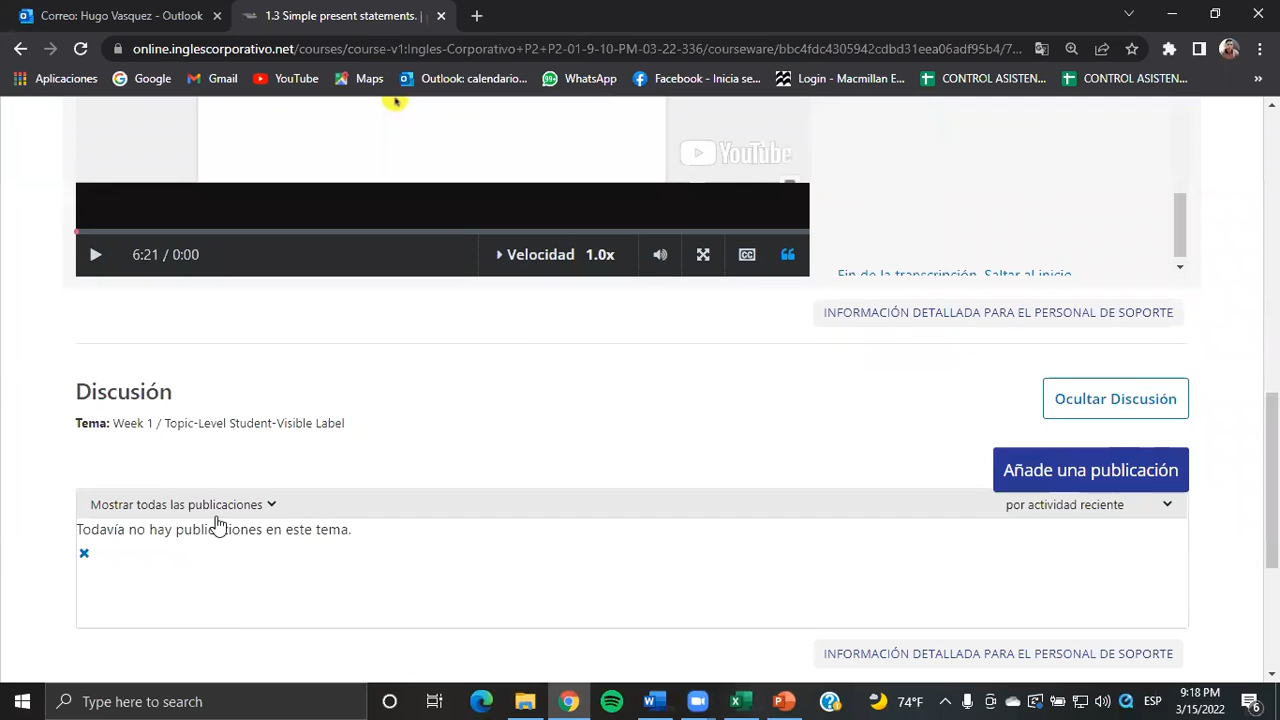 Correo: Hugo Vasquez - Outlook
1.3 Simple present statements. |
online.inglescorporativo.net/courses/course-v1:Ingles-Corporativo+P2+P2-01-9-10-PM-03-22-336/courseware/bbc4fdc4305942cdbd31eea06adf95b4/7...
Aplicaciones Google Gmail YouTube Maps Outlook: calendario... WhatsApp Facebook - Inicia se... Login - Macmillan E... CONTROL ASISTEN... CONTROL ASISTEN... »
YouTube
6:21 / 0:00 Velocidad 1.0x CC
Fin de la transcripción. Saltar al inicio.
INFORMACIÓN DETALLADA PARA EL PERSONAL DE SOPORTE
Discusión
Ocultar Discusión
Tema: Week 1 / Topic-Level Student-Visible Label
Añade una publicación
Mostrar todas las publicaciones por actividad reciente
Todavía no hay publicaciones en este tema.
INFORMACIÓN DETALLADA PARA EL PERSONAL DE SOPORTE
Type here to search
74°F
ESP
9:18 PM
3/15/2022
6